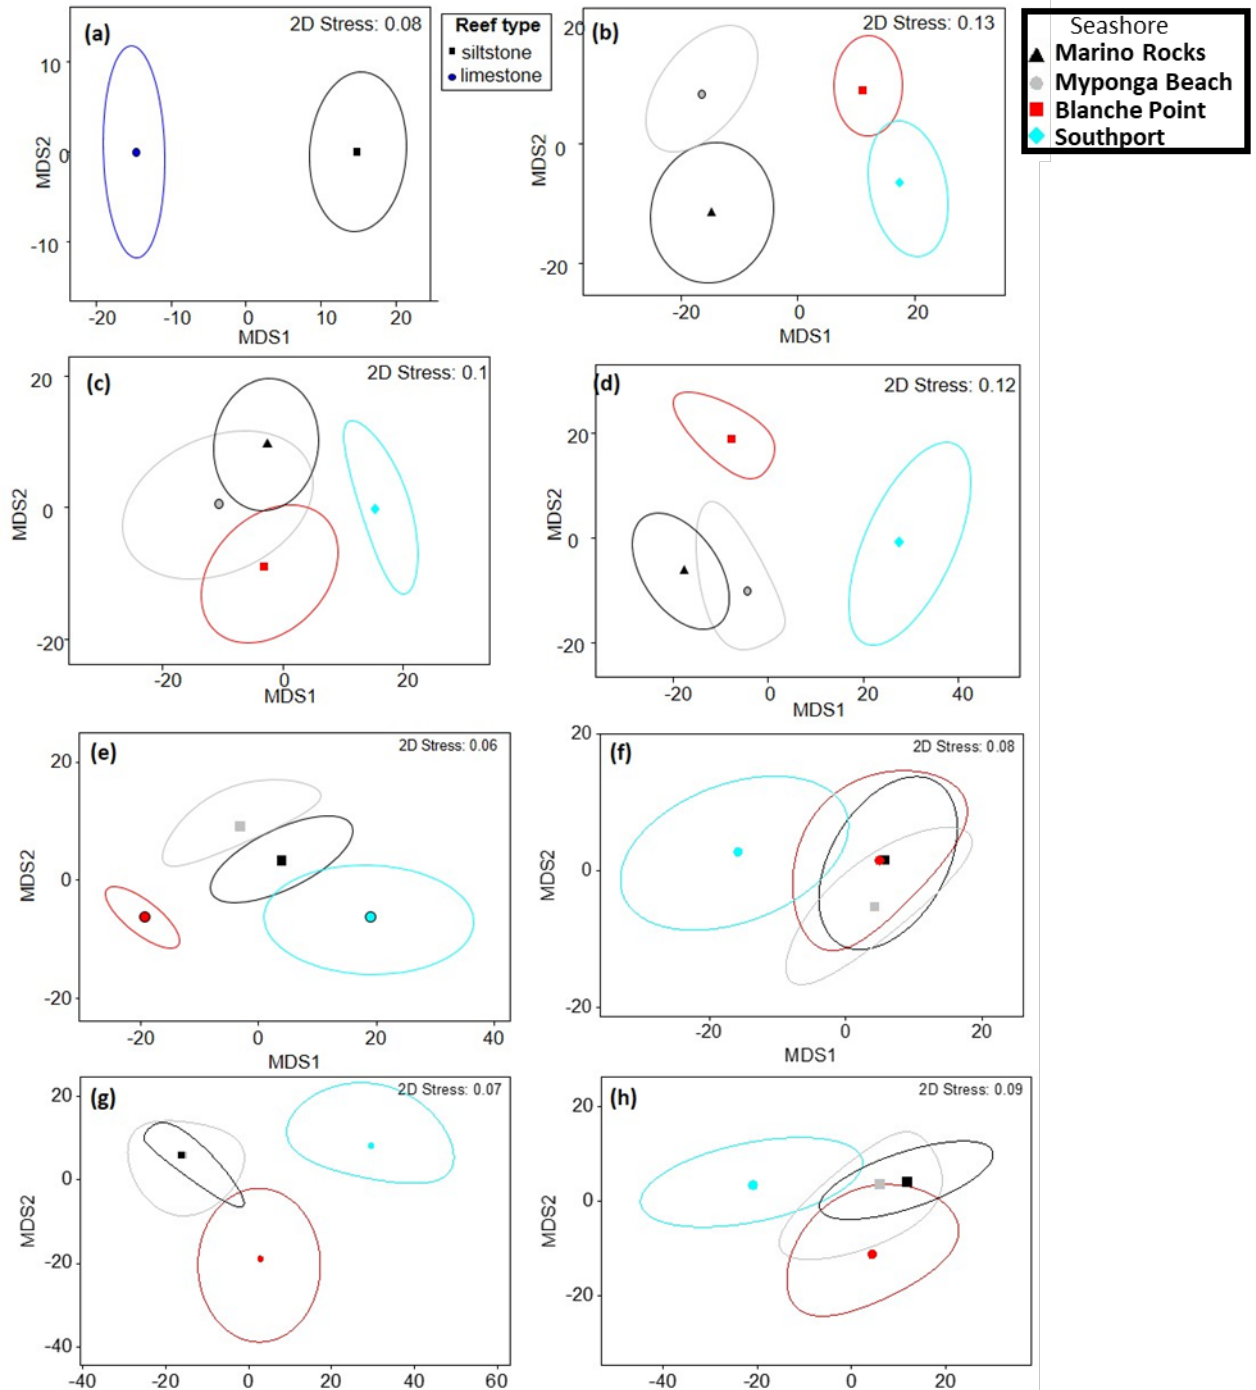 (a)
2D Stress: 0.08
10
0
-10
MDS2
-20
-10
0
10
20
MDS1
Reef type
siltstone
limestone
(b)
2D Stress: 0.13
20
0
-20
MDS2
-20
0
20
MDS1
Seashore
Marino Rocks
Myponga Beach
Blanche Point
Southport
(c)
2D Stress: 0.1
20
0
-20
MDS2
-20
0
20
MDS1
(d)
2D Stress: 0.12
20
0
-20
MDS2
-20
0
20
40
MDS1
(e)
2D Stress: 0.06
20
0
-20
MDS2
-20
0
20
40
MDS1
(f)
2D Stress: 0.08
20
0
-20
MDS2
-20
0
20
MDS1
(g)
2D Stress: 0.07
20
0
-20
-40
MDS2
-40
-20
0
20
40
60
(h)
2D Stress: 0.09
20
0
-20
MDS2
-40
-20
0
20